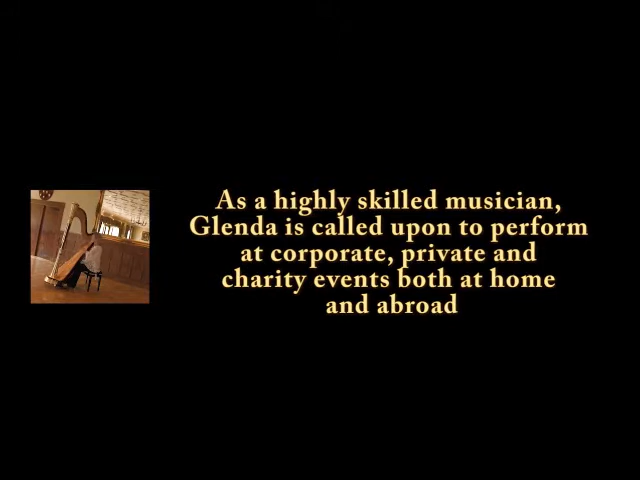 As a highly skilled musician,
Glenda is called upon to perform
at corporate, private and
charity events both at home
and abroad